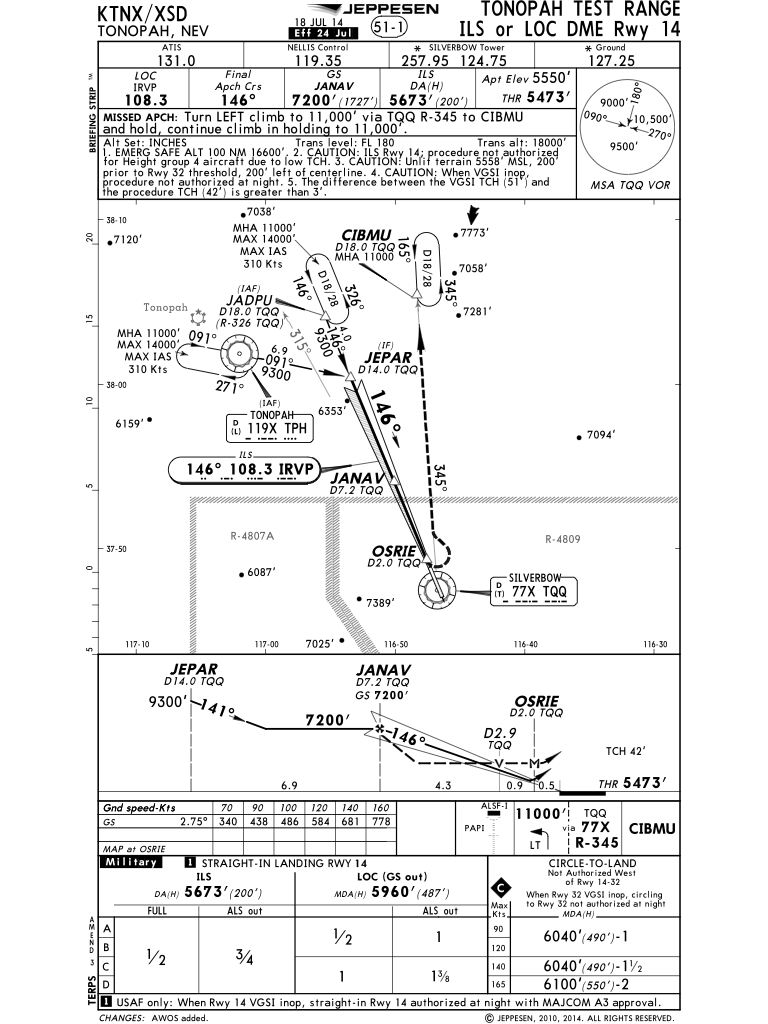 KTNX/XSD
TONOPAH, NEV
JEPPESEN
18 JUL 14
Eff 24 Jul
51-1
TONOPAH TEST RANGE
ILS or LOC DME Rwy 14
BRIEFING STRIP ™
ATIS
131.0
NELLIS Control
119.35
* SILVERBOW Tower
257.95 124.75
* Ground
127.25
LOC
IRVP
108.3
Final
Apch Crs
146°
GS
JANAV
7200' (1727')
ILS
DA(H)
5673' (200')
Apt Elev 5550'
THR 5473'
MISSED APCH: Turn LEFT climb to 11,000' via TQQ R-345 to CIBMU
and hold, continue climb in holding to 11,000'.
Alt Set: INCHES Trans level: FL 180 Trans alt: 18000'
1. EMERG SAFE ALT 100 NM 16600'. 2. CAUTION: ILS Rwy 14; procedure not authorized
for Height group 4 aircraft due to low TCH. 3. CAUTION: Unlit terrain 5558' MSL, 200'
prior to Rwy 32 threshold, 200' left of centerline. 4. CAUTION: When VGSI inop,
procedure not authorized at night. 5. The difference between the VGSI TCH (51') and
the procedure TCH (42') is greater than 3'.
9000'
180°
090°
10,500'
270°
9500'
MSA TQQ VOR
38-10
20
15
38-00
10
5
37-50
0
5
117-10
117-00
116-50
116-40
116-30
7120'
7038'
MHA 11000'
MAX 14000'
MAX IAS
310 Kts
CIBMU
D18.0 TQQ
MHA 11000
165°
D18/28
345°
7773'
7058'
7281'
146°
D18/28
326°
(IAF)
JADPU
D18.0 TQQ
(R-326 TQQ)
Tonopah
315°
4.0
146°
9300
MHA 11000'
MAX 14000'
MAX IAS
310 Kts
091°
271°
6.9
091°
9300
(IF)
JEPAR
D14.0 TQQ
6353'
146°
(IAF)
TONOPAH
D
(L)
119X TPH
6159'
7094'
ILS
146° 108.3 IRVP
JANAV
D7.2 TQQ
345°
R-4807A
R-4809
OSRIE
D2.0 TQQ
6087'
SILVERBOW
D
(T)
77X TQQ
7389'
7025'
JEPAR
D14.0 TQQ
9300'
141°
7200'
JANAV
D7.2 TQQ
GS 7200'
146°
OSRIE
D2.0 TQQ
D2.9
TQQ
V
M
TCH 42'
THR 5473'
6.9
4.3
0.9
0.5
Gnd speed-Kts 70 90 100 120 140 160
GS 2.75° 340 438 486 584 681 778
MAP at OSRIE
ALSF-I
PAPI
11000'
LT
via
TQQ
77X
R-345
CIBMU
Military
1 STRAIGHT-IN LANDING RWY 14
ILS
DA(H) 5673' (200')
FULL
ALS out
LOC (GS out)
MDA(H) 5960' (487')
ALS out
CIRCLE-TO-LAND
Not Authorized West
of Rwy 14-32
When Rwy 32 VGSI inop, circling
to Rwy 32 not authorized at night
MDA(H)
C
Max
Kts
A
B
C
D
1/2
3/4
1/2
1
1
1 3/8
90
120
140
165
6040' (490') - 1
6040' (490') - 1 1/2
6100' (550') - 2
AMEND 3
TERPS
1 USAF only: When Rwy 14 VGSI inop, straight-in Rwy 14 authorized at night with MAJCOM A3 approval.
CHANGES: AWOS added.
© JEPPESEN, 2010, 2014. ALL RIGHTS RESERVED.